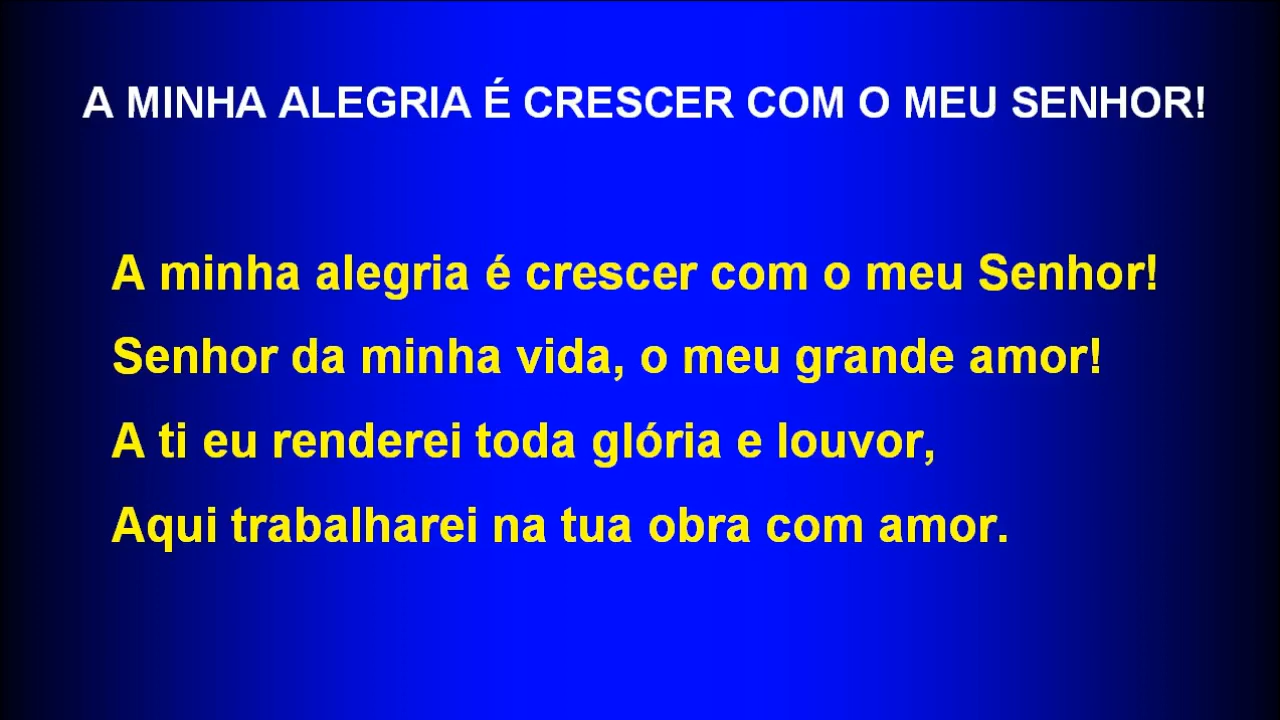 A MINHA ALEGRIA É CRESCER COM O MEU SENHOR!
A minha alegria é crescer com o meu Senhor!
Senhor da minha vida, o meu grande amor!
A ti eu renderei toda glória e louvor,
Aqui trabalharei na tua obra com amor.